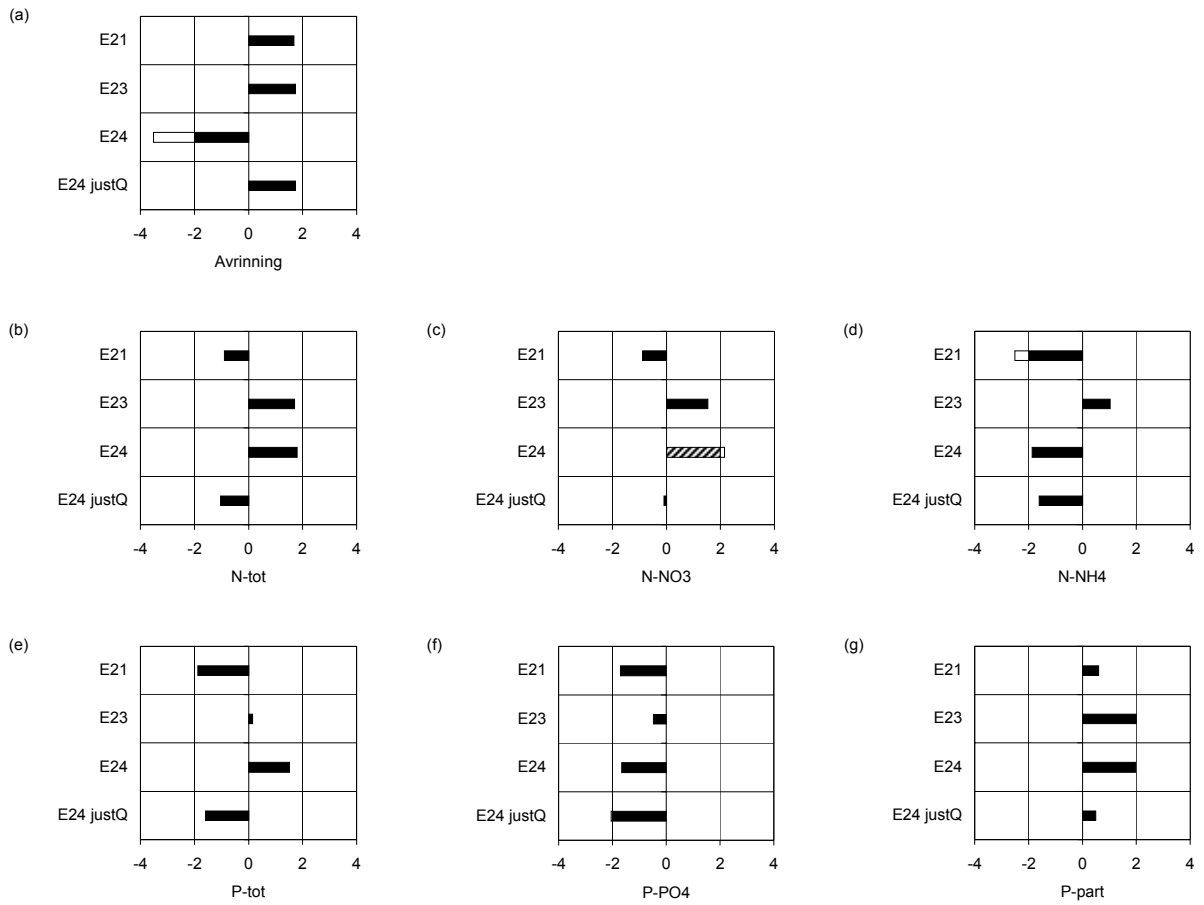 (a)
E21
E23
E24
E24 justQ
-4 -2 0 2 4
Avrinning
(b)
E21
E23
E24
E24 justQ
-4 -2 0 2 4
N-tot
(c)
E21
E23
E24
E24 justQ
-4 -2 0 2 4
N-NO3
(d)
E21
E23
E24
E24 justQ
-4 -2 0 2 4
N-NH4
(e)
E21
E23
E24
E24 justQ
-4 -2 0 2 4
P-tot
(f)
E21
E23
E24
E24 justQ
-4 -2 0 2 4
P-PO4
(g)
E21
E23
E24
E24 justQ
-4 -2 0 2 4
P-part